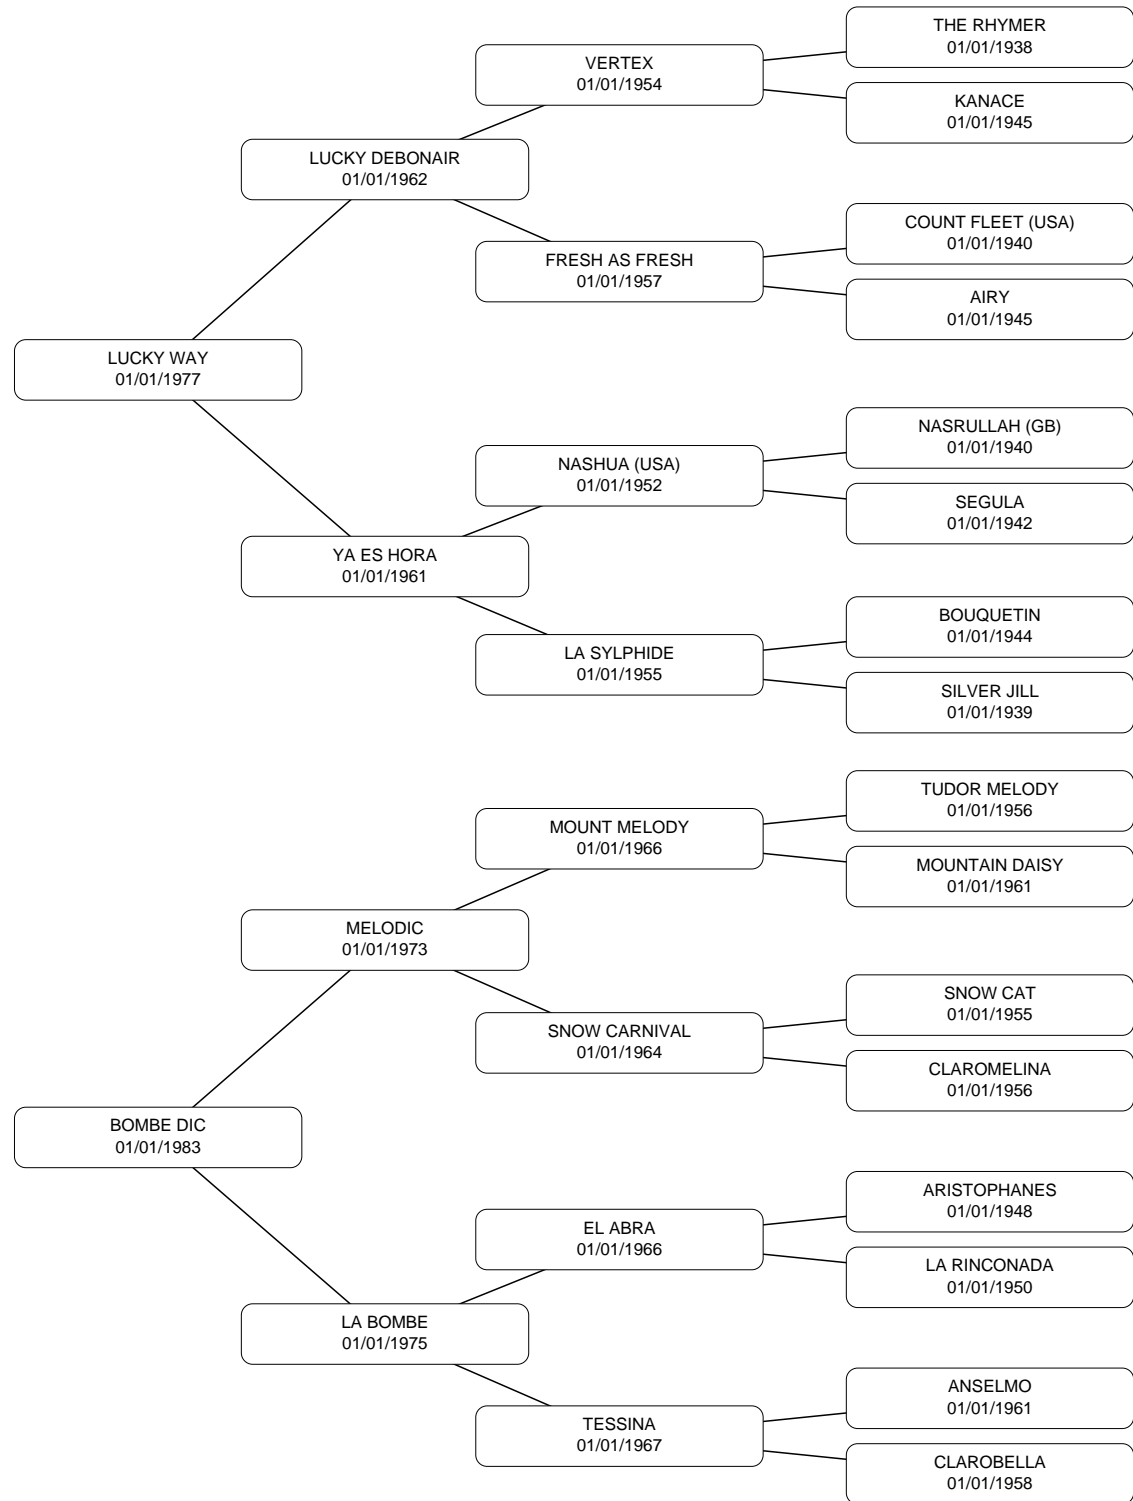 THE RHYMER
01/01/1938
VERTEX
01/01/1954
KANACE
01/01/1945
LUCKY DEBONAIR
01/01/1962
COUNT FLEET (USA)
01/01/1940
FRESH AS FRESH
01/01/1957
AIRY
01/01/1945
LUCKY WAY
01/01/1977
NASRULLAH (GB)
01/01/1940
NASHUA (USA)
01/01/1952
SEGULA
01/01/1942
YA ES HORA
01/01/1961
BOUQUETIN
01/01/1944
LA SYLPHIDE
01/01/1955
SILVER JILL
01/01/1939
TUDOR MELODY
01/01/1956
MOUNT MELODY
01/01/1966
MOUNTAIN DAISY
01/01/1961
MELODIC
01/01/1973
SNOW CAT
01/01/1955
SNOW CARNIVAL
01/01/1964
CLAROMELINA
01/01/1956
BOMBE DIC
01/01/1983
ARISTOPHANES
01/01/1948
EL ABRA
01/01/1966
LA RINCONADA
01/01/1950
LA BOMBE
01/01/1975
ANSELMO
01/01/1961
TESSINA
01/01/1967
CLAROBELLA
01/01/1958